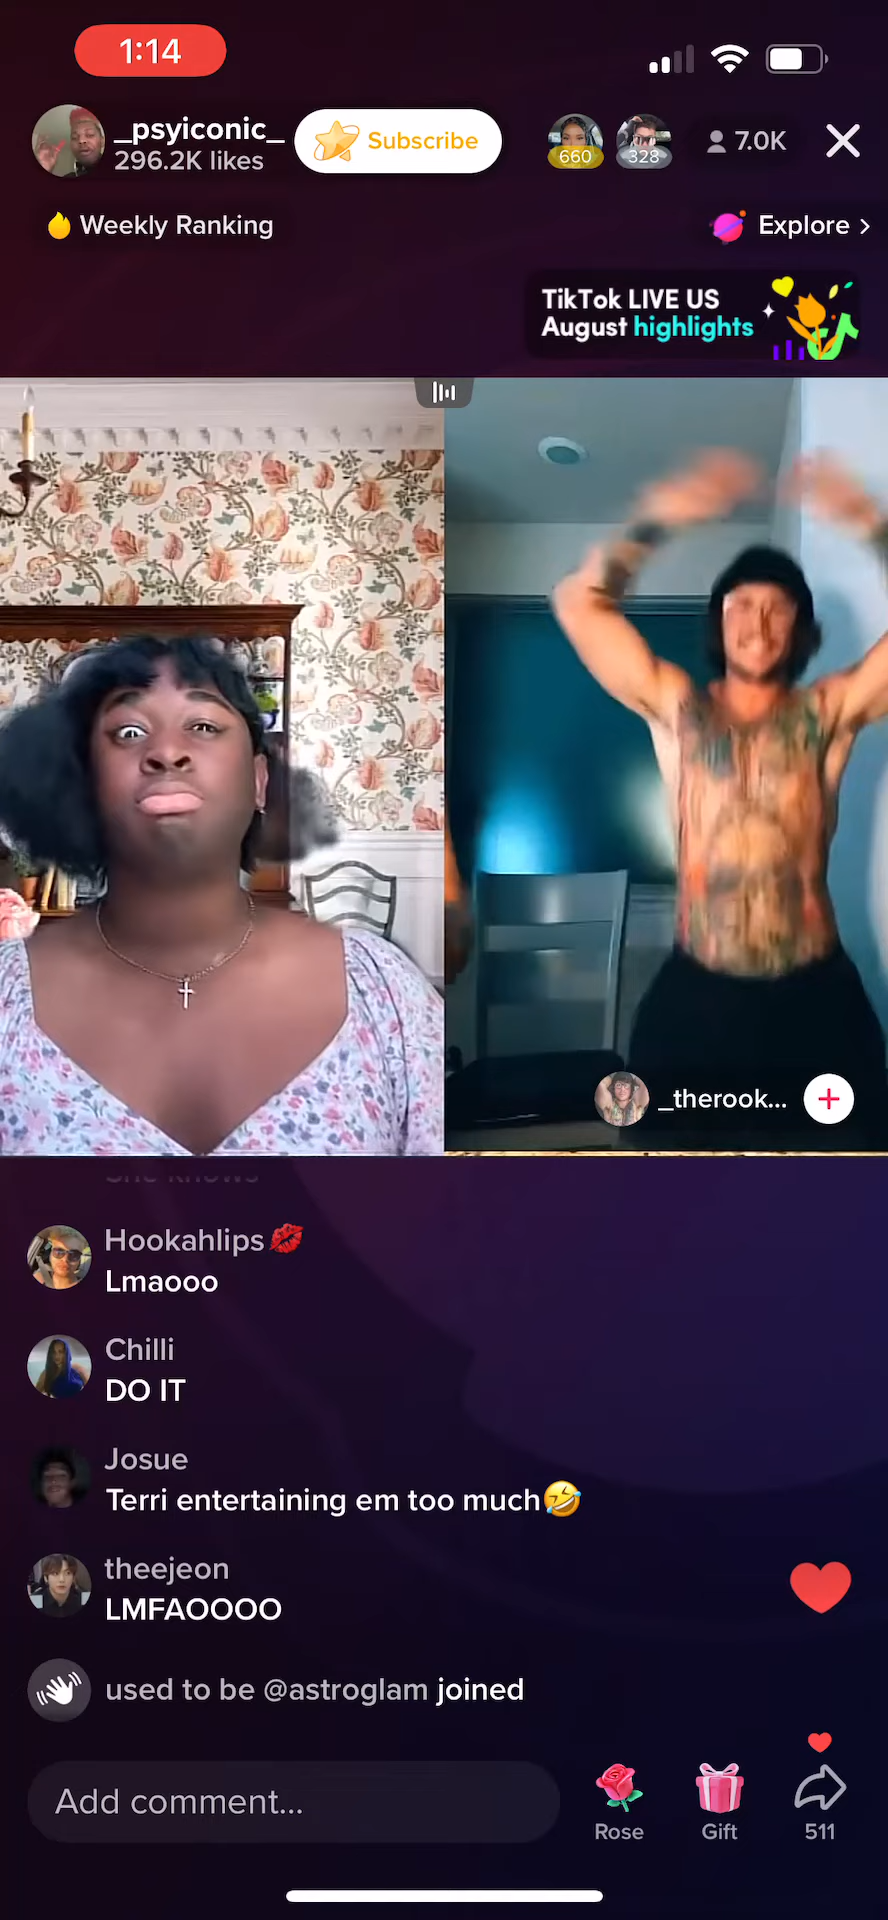 1:14
_psyiconic_
296.2K likes
Subscribe
660
328
7.0K
Weekly Ranking
Explore >
TikTok LIVE US
August highlights
_therook...
Hookahlips💋
Lmaooo
Chilli
DO IT
Josue
Terri entertaining em too much🤣
theejeon
LMFAOOOO
used to be @astroglam joined
Add comment...
Rose
Gift
511